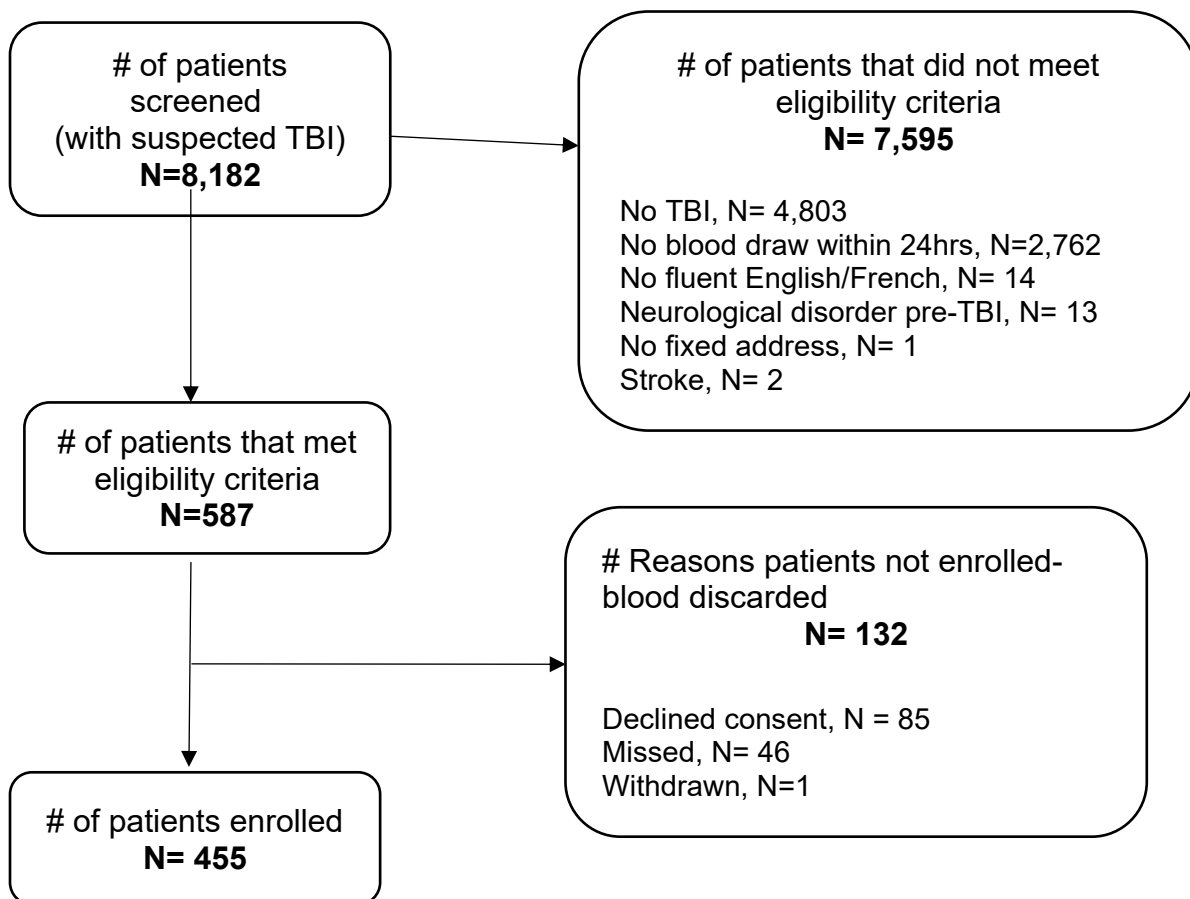 # of patients
screened
(with suspected TBI)
N=8,182
# of patients that did not meet
eligibility criteria
N= 7,595
No TBI, N= 4,803
No blood draw within 24hrs, N=2,762
No fluent English/French, N= 14
Neurological disorder pre-TBI, N= 13
No fixed address, N= 1
Stroke, N= 2
# of patients that met
eligibility criteria
N=587
# Reasons patients not enrolled-
blood discarded
N= 132
Declined consent, N = 85
Missed, N= 46
Withdrawn, N=1
# of patients enrolled
N= 455